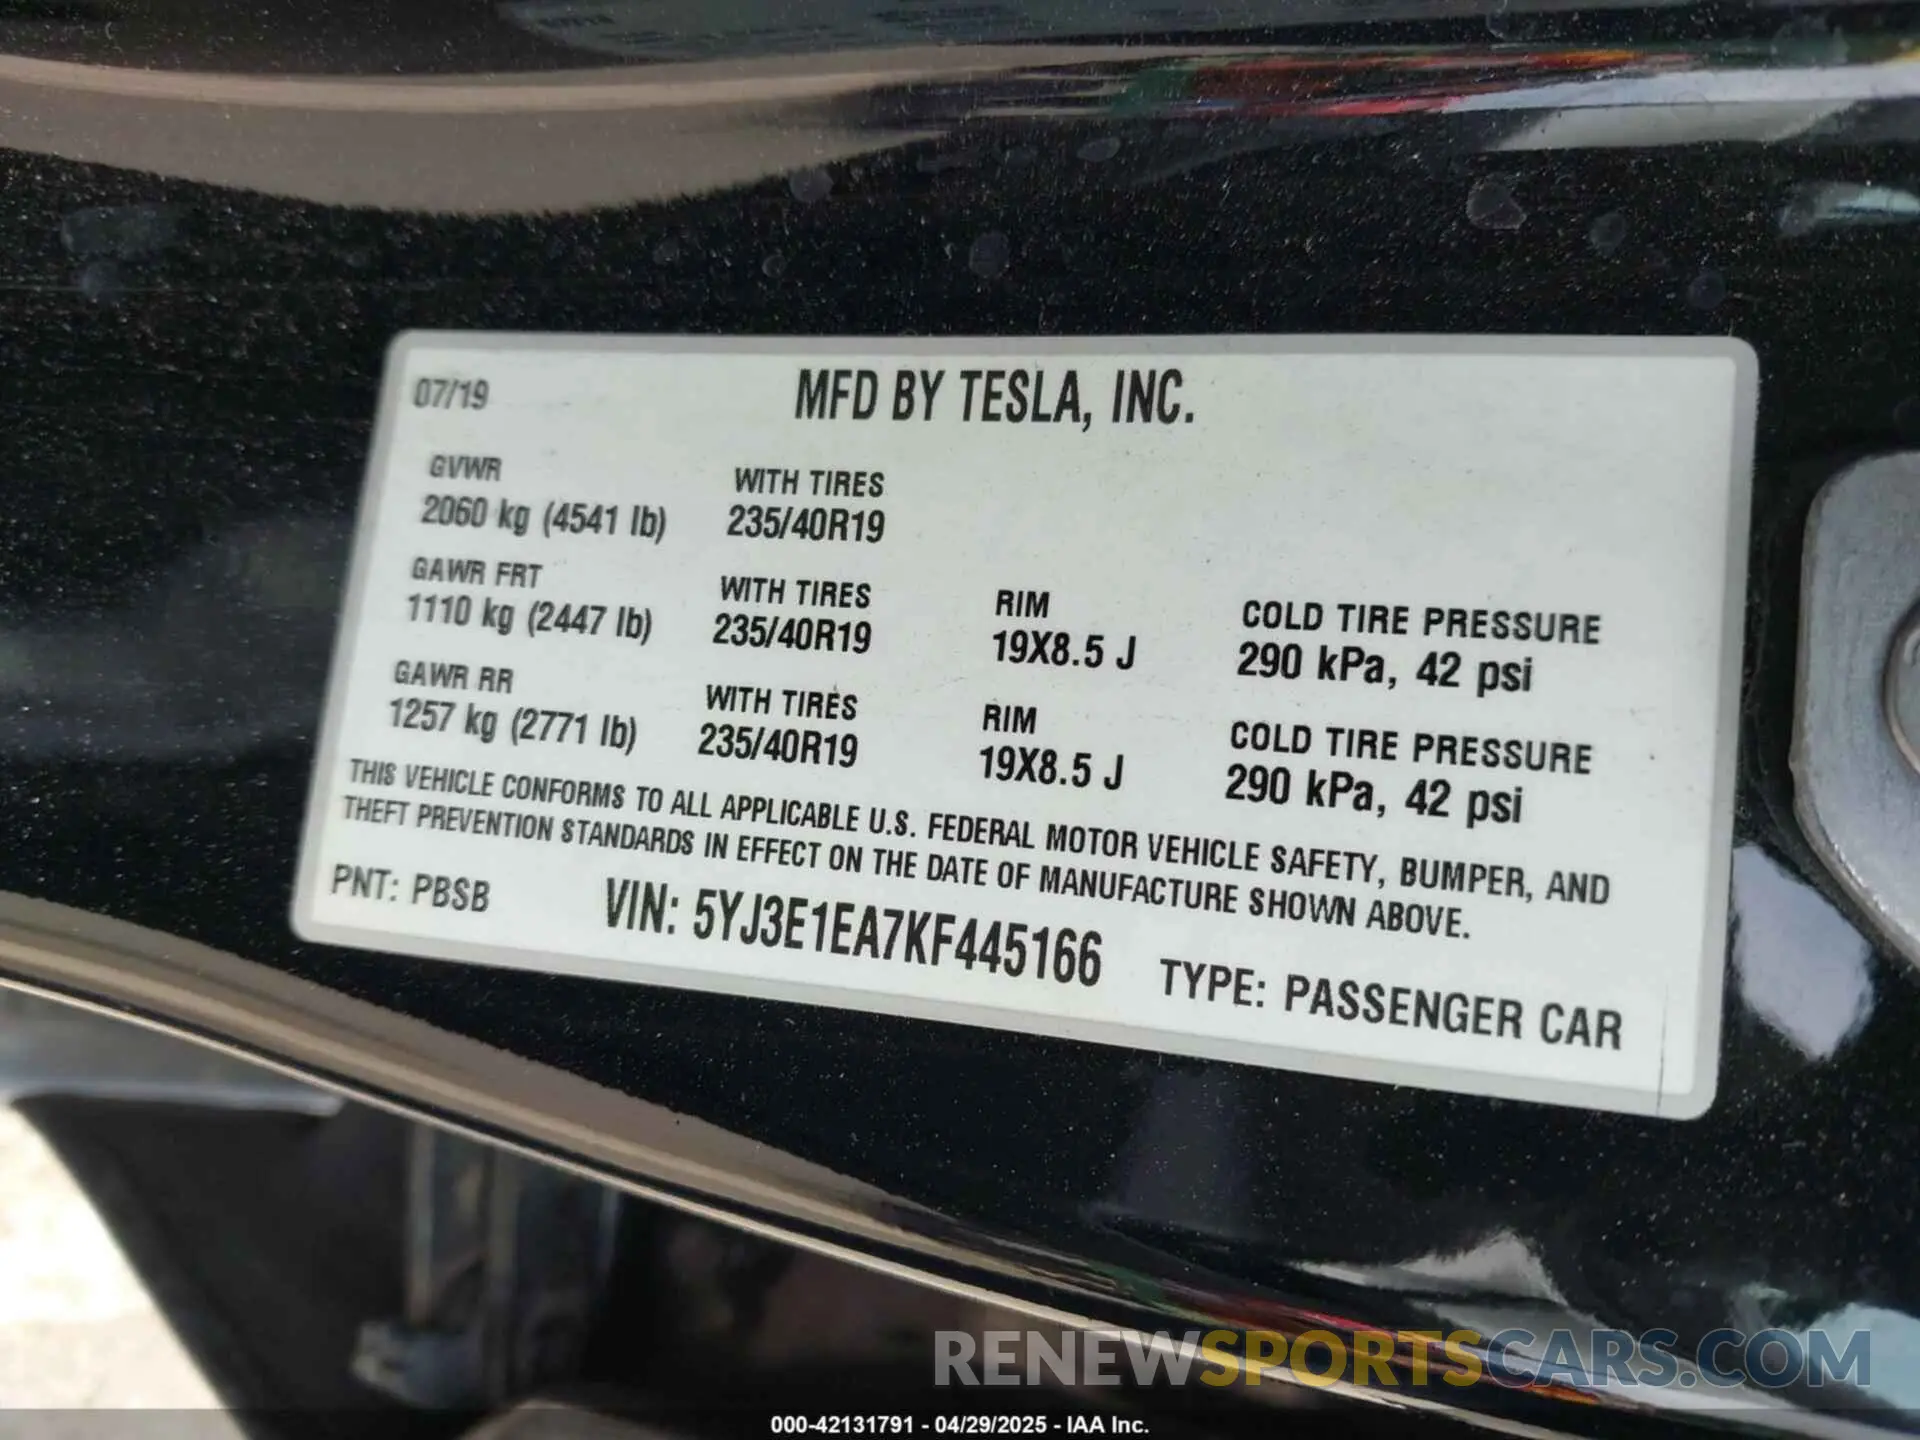 07/19 MFD BY TESLA, INC.
GVWR WITH TIRES
2060 kg (4541 lb) 235/40R19
GAWR FRT WITH TIRES RIM COLD TIRE PRESSURE
1110 kg (2447 lb) 235/40R19 19X8.5 J 290 kPa, 42 psi
GAWR RR WITH TIRES RIM COLD TIRE PRESSURE
1257 kg (2771 lb) 235/40R19 19X8.5 J 290 kPa, 42 psi
THIS VEHICLE CONFORMS TO ALL APPLICABLE U.S. FEDERAL MOTOR VEHICLE SAFETY, BUMPER, AND
THEFT PREVENTION STANDARDS IN EFFECT ON THE DATE OF MANUFACTURE SHOWN ABOVE.
PNT: PBSB VIN: 5YJ3E1EA7KF445166 TYPE: PASSENGER CAR
RENEWSPORTSCARS.COM
000-42131791 - 04/29/2025 - IAA Inc.